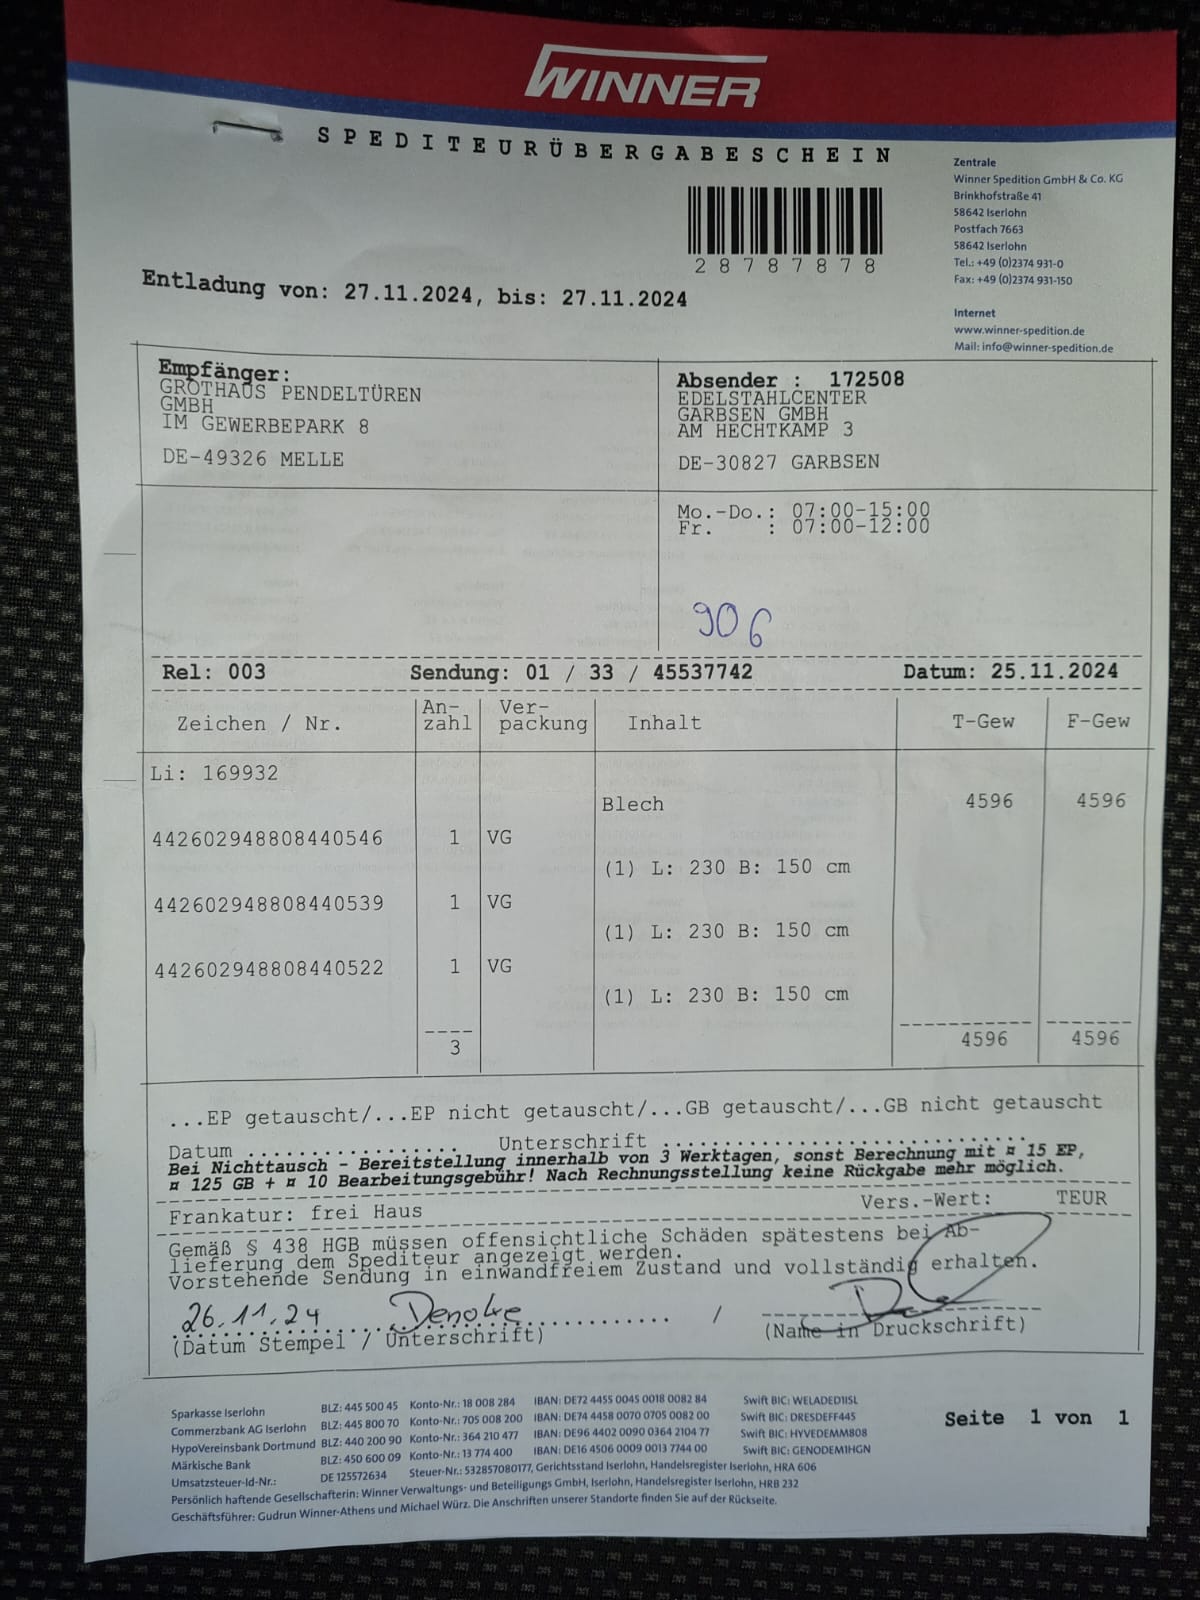 WINNER
SPEDITEURÜBERGABESCHEIN
28787878
Zentrale
Winner Spedition GmbH & Co. KG
Brinkhofstraße 41
58642 Iserlohn
Postfach 7663
58642 Iserlohn
Tel.: +49 (0)2374 931-0
Fax: +49 (0)2374 931-150
Internet
www.winner-spedition.de
Mail: info@winner-spedition.de
Entladung von: 27.11.2024, bis: 27.11.2024
Empfänger:
GROTHAUS PENDELTÜREN
GMBH
IM GEWERBEPARK 8
DE-49326 MELLE
Absender : 172508
EDELSTAHLCENTER
GARBSEN GMBH
AM HECHTKAMP 3
DE-30827 GARBSEN
Mo.-Do.: 07:00-15:00
Fr. : 07:00-12:00
906
Rel: 003 Sendung: 01 / 33 / 45537742 Datum: 25.11.2024
Zeichen / Nr. An-zahl Ver-packung Inhalt T-Gew F-Gew
Li: 169932
Blech 4596 4596
442602948808440546 1 VG
(1) L: 230 B: 150 cm
442602948808440539 1 VG
(1) L: 230 B: 150 cm
442602948808440522 1 VG
(1) L: 230 B: 150 cm
3 4596 4596
...EP getauscht/...EP nicht getauscht/...GB getauscht/...GB nicht getauscht
Datum .................. Unterschrift ..............................
Bei Nichttausch - Bereitstellung innerhalb von 3 Werktagen, sonst Berechnung mit ¤ 15 EP,
¤ 125 GB + ¤ 10 Bearbeitungsgebühr! Nach Rechnungsstellung keine Rückgabe mehr möglich.
Frankatur: frei Haus Vers.-Wert: TEUR
Gemäß § 438 HGB müssen offensichtliche Schäden spätestens bei Ab-
lieferung dem Spediteur angezeigt werden.
Vorstehende Sendung in einwandfreiem Zustand und vollständig erhalten.
26.11.24 Denoke /
(Datum Stempel / Unterschrift) (Name in Druckschrift)
Sparkasse Iserlohn BLZ: 445 500 45 Konto-Nr.: 18 008 284 IBAN: DE72 4455 0045 0018 0082 84 Swift BIC: WELADED1ISL
Commerzbank AG Iserlohn BLZ: 445 800 70 Konto-Nr.: 705 008 200 IBAN: DE74 4458 0070 0705 0082 00 Swift BIC: DRESDEFF445
HypoVereinsbank Dortmund BLZ: 440 200 90 Konto-Nr.: 364 210 477 IBAN: DE96 4402 0090 0364 2104 77 Swift BIC: HYVEDEMM808
Märkische Bank BLZ: 450 600 09 Konto-Nr.: 13 774 400 IBAN: DE16 4506 0009 0013 7744 00 Swift BIC: GENODEM1HGN
Umsatzsteuer-Id-Nr.: DE 125572634 Steuer-Nr.: 532857080177, Gerichtsstand Iserlohn, Handelsregister Iserlohn, HRA 606
Persönlich haftende Gesellschafterin: Winner Verwaltungs- und Beteiligungs GmbH, Iserlohn, Handelsregister Iserlohn, HRB 232
Geschäftsführer: Gudrun Winner-Athens und Michael Würz. Die Anschriften unserer Standorte finden Sie auf der Rückseite.
Seite 1 von 1